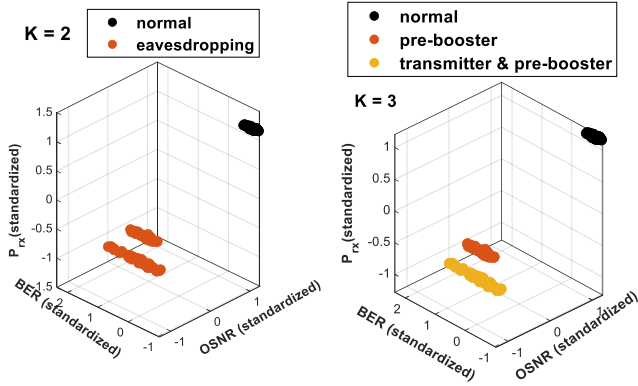 K = 2
normal
eavesdropping
1.5
1
0.5
0
-0.5
-1
-1.5
P_rx(standardized)
2
1
0
-1
BER (standardized)
-1
0
1
OSNR (standardized)
normal
pre-booster
transmitter & pre-booster
K = 3
1
0.5
0
-0.5
-1
P_rx(standardized)
2
1
0
-1
BER (standardized)
-1
0
1
OSNR (standardized)